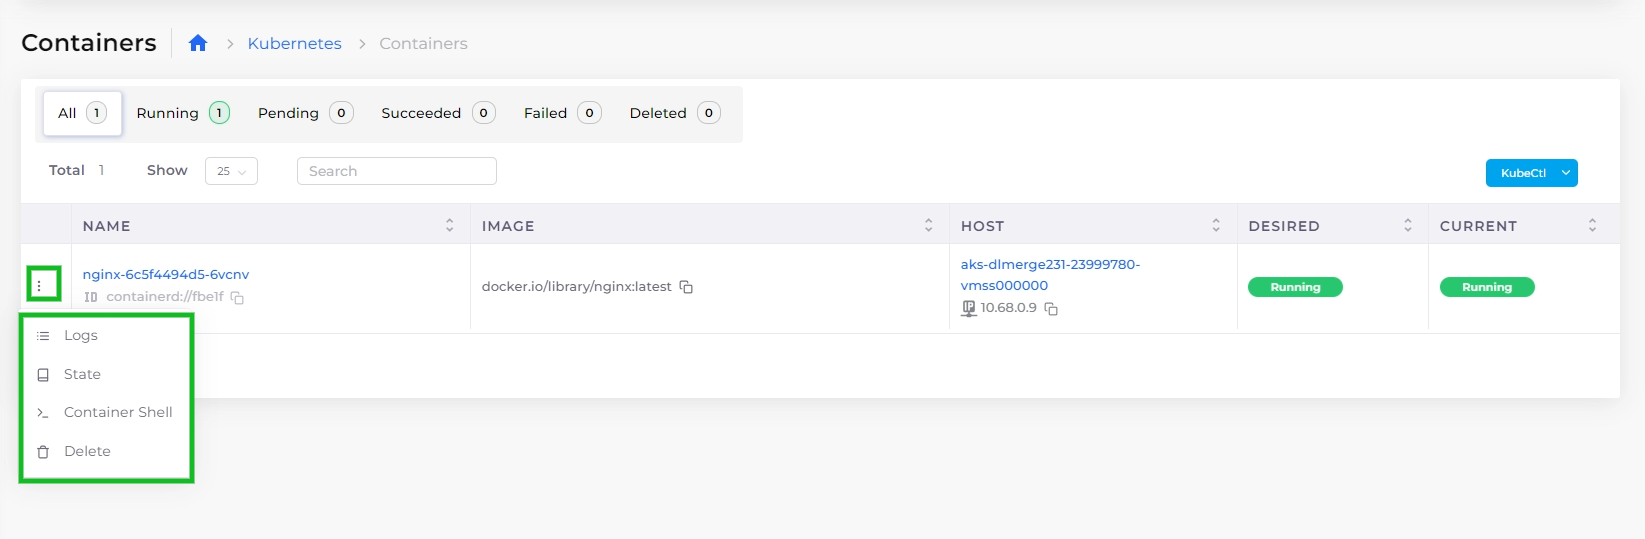 Containers > Kubernetes > Containers
All 1 Running 1 Pending 0 Succeeded 0 Failed 0 Deleted 0
Total 1 Show 25 Search KubeCtl
NAME IMAGE HOST DESIRED CURRENT
nginx-6c5f4494d5-6vcnv
ID containerd://fbe1f
docker.io/library/nginx:latest
aks-dlmerge231-23999780-
vmss000000
IP 10.68.0.9
Running Running
Logs
State
Container Shell
Delete